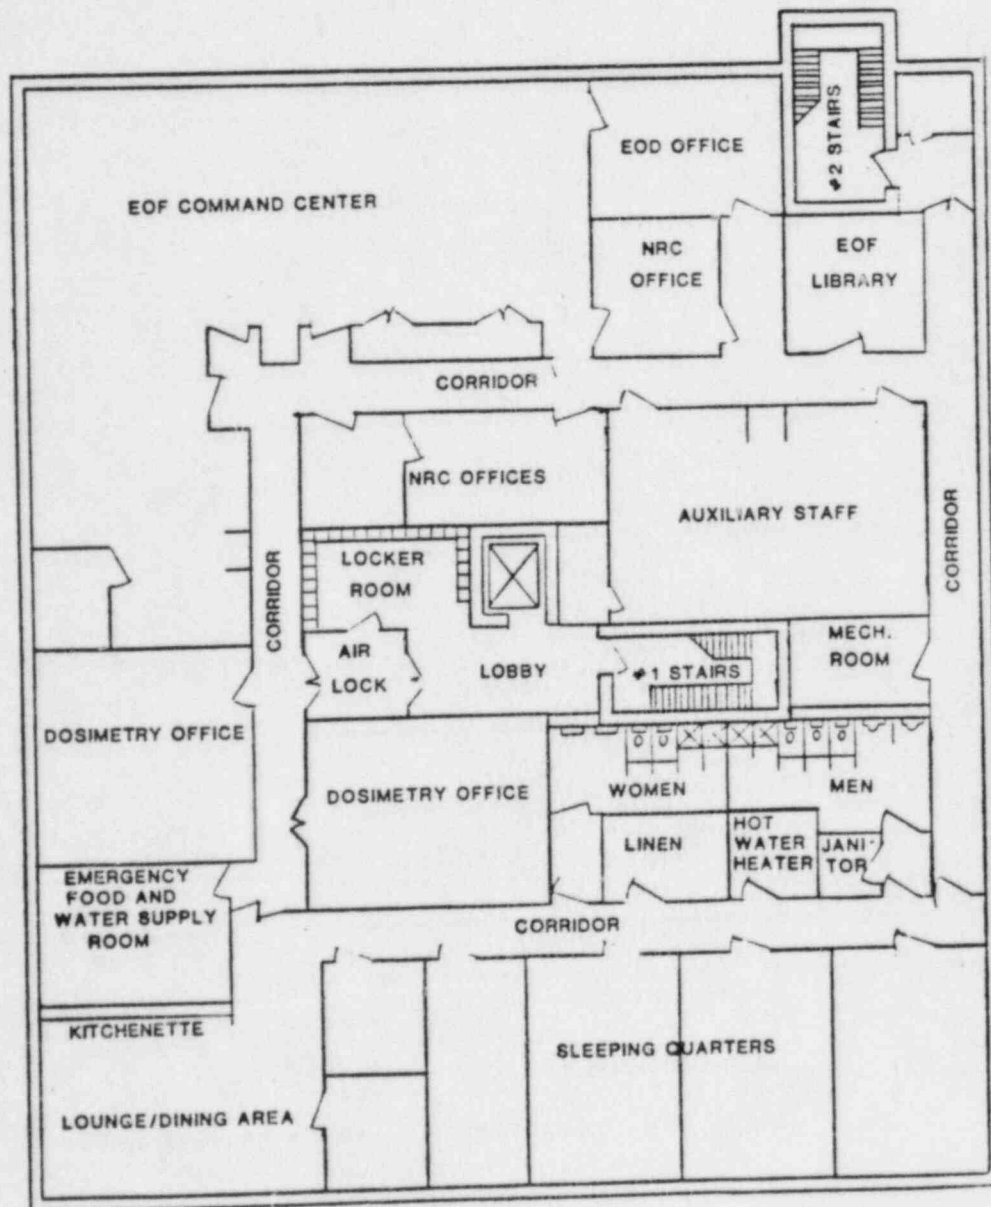 #2 STAIRS
EOD OFFICE
EOF COMMAND CENTER
NRC
OFFICE
EOF
LIBRARY
CORRIDOR
NRC OFFICES
AUXILIARY STAFF
CORRIDOR
CORRIDOR
LOCKER
ROOM
AIR
LOCK
LOBBY
#1 STAIRS
MECH.
ROOM
DOSIMETRY OFFICE
DOSIMETRY OFFICE
WOMEN
MEN
LINEN
HOT
WATER
HEATER
JANI-
TOR
EMERGENCY
FOOD AND
WATER SUPPLY
ROOM
CORRIDOR
KITCHENETTE
SLEEPING QUARTERS
LOUNGE/DINING AREA